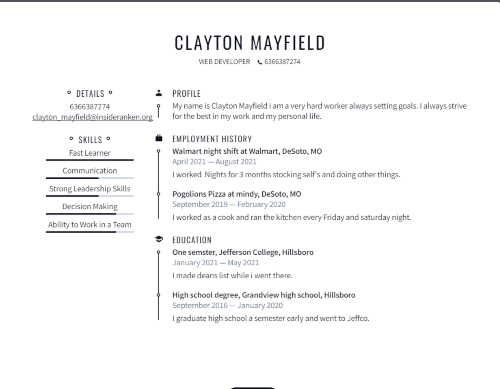 CLAYTON MAYFIELD
WEB DEVELOPER 6366387274
DETAILS
6366387274
clayton_mayfield@insideranken.org
SKILLS
Fast Learner
Communication
Strong Leadership Skills
Decision Making
Ability to Work in a Team
PROFILE
My name is Clayton Mayfield i am a very hard worker always setting goals. I always strive
for the best in my work and my personal life.
EMPLOYMENT HISTORY
Walmart night shift at Walmart, DeSoto, MO
April 2021 — August 2021
I worked Nights for 3 months stocking self's and doing other things.
Pogolions Pizza at mindy, DeSoto, MO
September 2019 — February 2020
I worked as a cook and ran the kitchen every Friday and saturday night.
EDUCATION
One semster, Jefferson College, Hillsboro
January 2021 — May 2021
I made deans list while i went there.
High school degree, Grandview high school, Hillsboro
September 2016 — January 2020
I graduate high school a semester early and went to Jeffco.